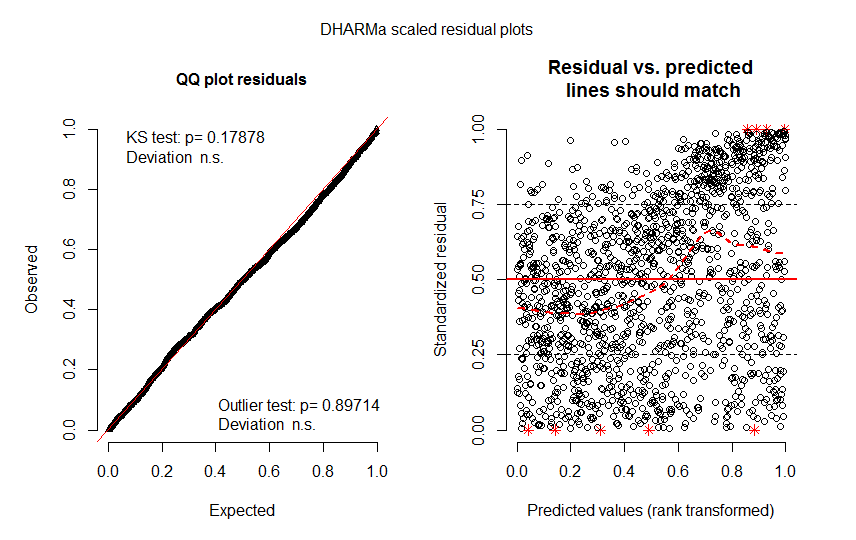 DHARMa scaled residual plots
QQ plot residuals
KS test: p= 0.17878
Deviation n.s.
Outlier test: p= 0.89714
Deviation n.s.
Observed
0.0
0.2
0.4
0.6
0.8
1.0
0.0
0.2
0.4
0.6
0.8
1.0
Expected
Residual vs. predicted
lines should match
Standardized residual
0.00
0.25
0.50
0.75
1.00
0.0
0.2
0.4
0.6
0.8
1.0
Predicted values (rank transformed)